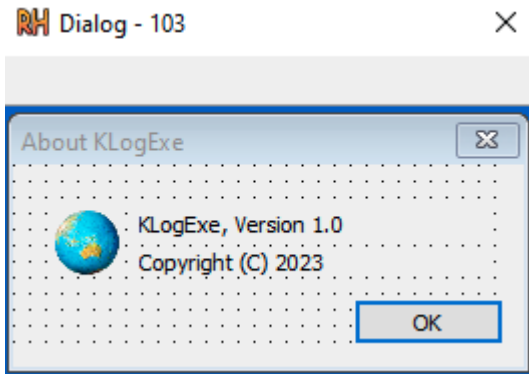 RH Dialog - 103
About KLogExe
KLogExe, Version 1.0
Copyright (C) 2023
OK